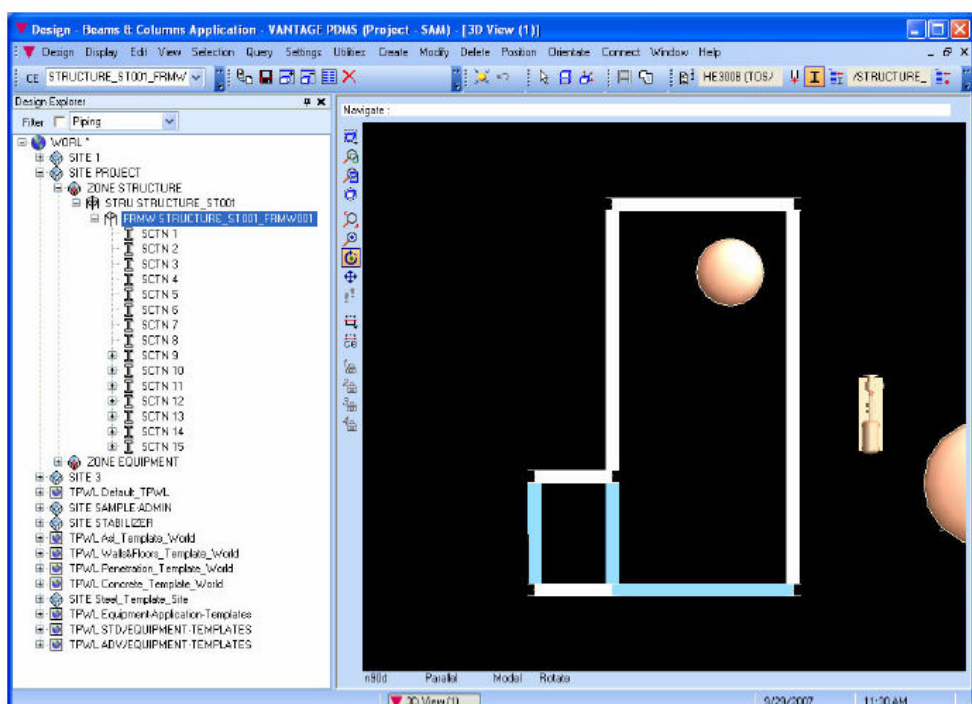 Design - Beams & Columns Application - VANTAGE PDMS (Project - SAM) - [3D View (1)]
Design Display Edit View Selection Query Settings Utilities Create Modify Delete Position Orientate Connect Window Help
CE STRUCTURE_ST001_FRMW HE300B (TOS/ /STRUCTURE_
Design Explorer
Navigate :
Filter Piping
WORL *
SITE 1
SITE PROJECT
ZONE STRUCTURE
STRU STRUCTURE_ST001
FRMW STRUCTURE_ST001_FRMW001
SCTN 1
SCTN 2
SCTN 3
SCTN 4
SCTN 5
SCTN 6
SCTN 7
SCTN 8
SCTN 9
SCTN 10
SCTN 11
SCTN 12
SCTN 13
SCTN 14
SCTN 15
ZONE EQUIPMENT
SITE 3
TPWL Default_TPWL
SITE SAMPLE-ADMIN
SITE STABILIZER
TPWL Asl_Template_World
TPWL Walls&Floors_Template_World
TPWL Penetration_Template_World
TPWL Concrete_Template_World
SITE Steel_Template_Site
TPWL Equipment-Application-Templates
TPWL STD/EQUIPMENT-TEMPLATES
TPWL ADV/EQUIPMENT-TEMPLATES
n90d Parallel Model Rotate
3D View (1) 9/29/2007 11:30 AM